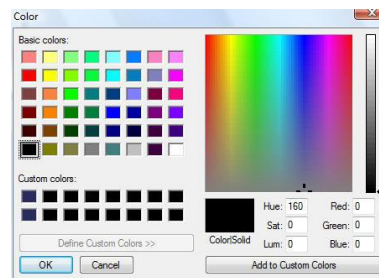 Color
Basic colors:
Custom colors:
Define Custom Colors >>
OK Cancel
Color|Solid
Hue: 160 Red: 0
Sat: 0 Green: 0
Lum: 0 Blue: 0
Add to Custom Colors